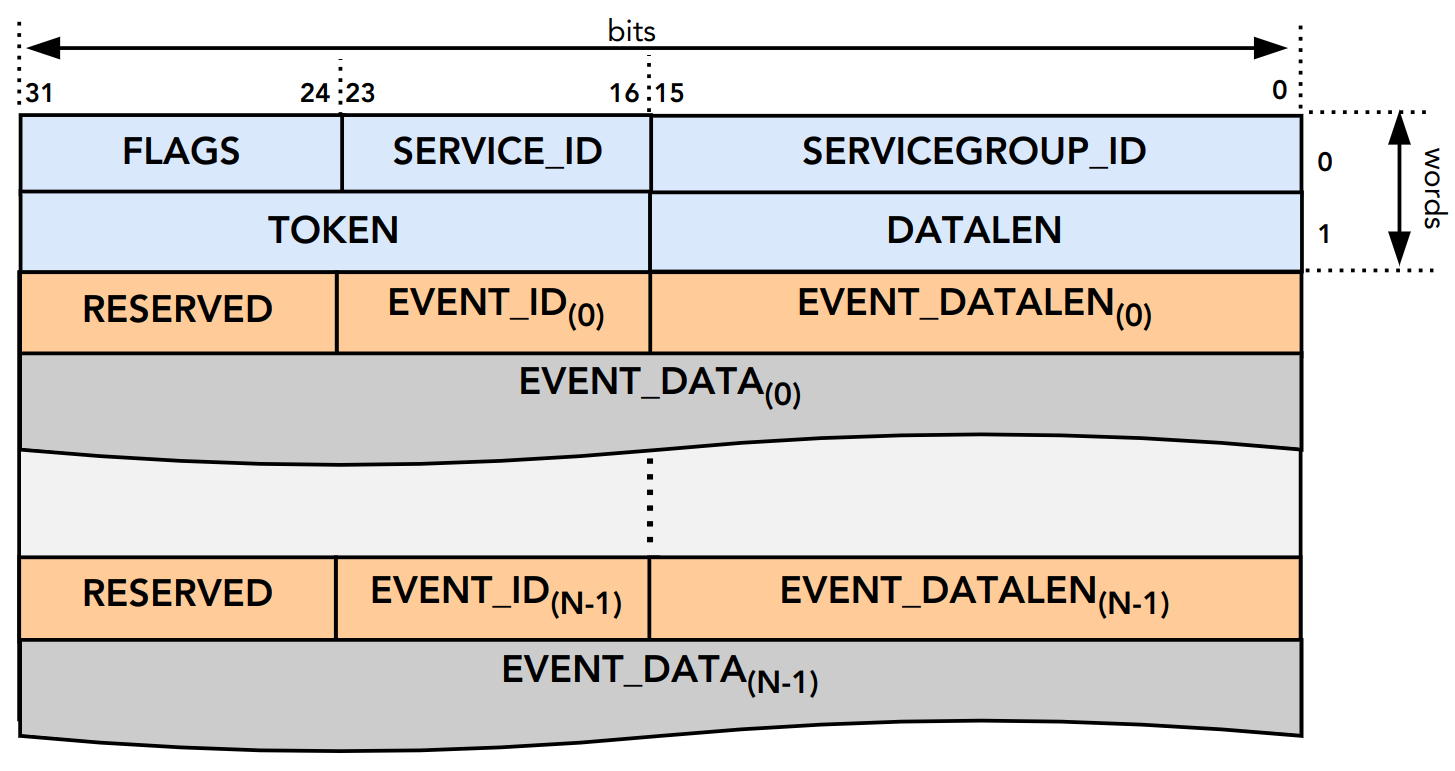 bits
31 24 23 16 15 0
FLAGS SERVICE_ID SERVICEGROUP_ID 0
TOKEN DATALEN 1
words
RESERVED EVENT_ID(0) EVENT_DATALEN(0)
EVENT_DATA(0)
RESERVED EVENT_ID(N-1) EVENT_DATALEN(N-1)
EVENT_DATA(N-1)